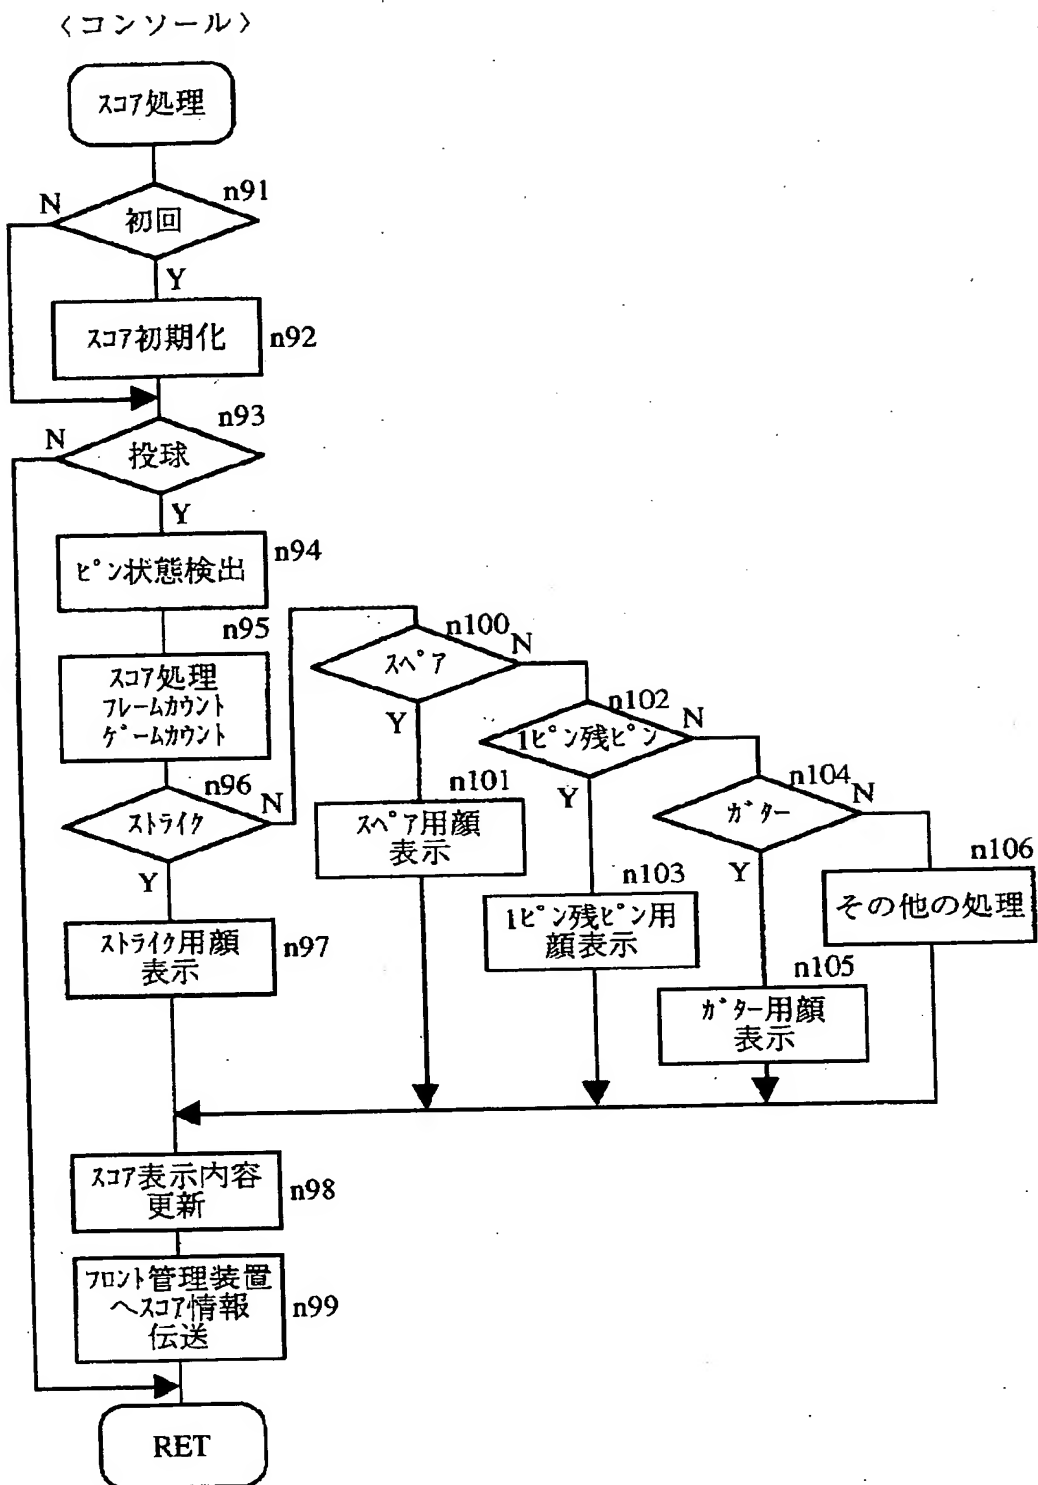 〈コンソール〉
スコア処理
n91
N
初回
Y
スコア初期化
n92
n93
N
投球
Y
ピン状態検出
n94
n95
スコア処理
フレームカウント
ゲームカウント
n96
ストライク
N
Y
ストライク用顔
表示
n97
n100
スペア
N
Y
n101
スペア用顔
表示
n102
1ピン残ピン
N
Y
n103
1ピン残ピン用
顔表示
n104
ガター
N
Y
n105
ガター用顔
表示
n106
その他の処理
スコア表示内容
更新
n98
フロント管理装置
へスコア情報
伝送
n99
RET